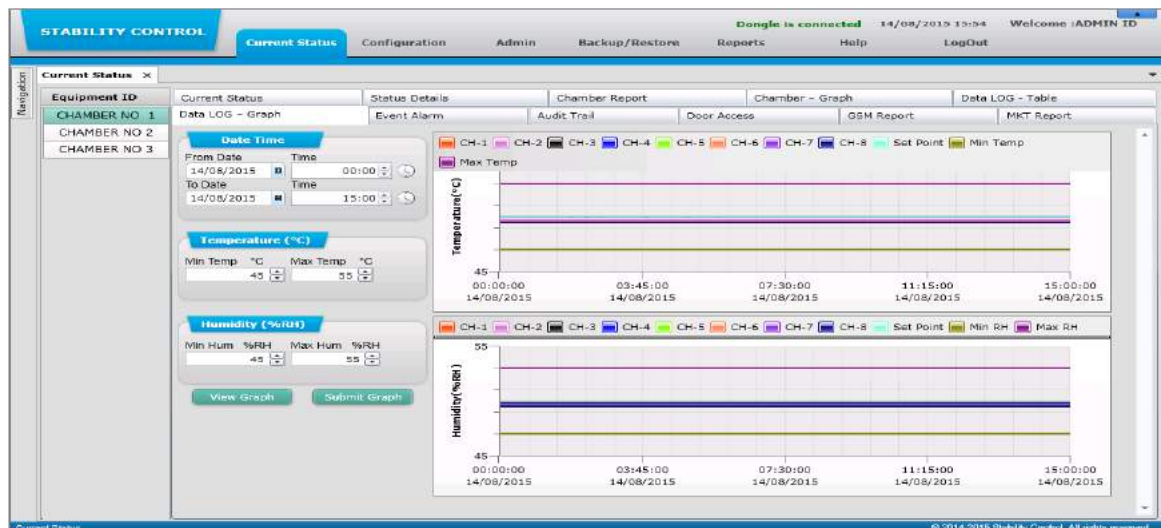 Dongle is connected 14/08/2015 15:54 Welcome :ADMIN ID
STABILITY CONTROL
Current Status Configuration Admin Backup/Restore Reports Help LogOut
Navigation
Current Status ×
Equipment ID
CHAMBER NO 1
CHAMBER NO 2
CHAMBER NO 3
Current Status Status Details Chamber Report Chamber - Graph Data LOG - Table
Data LOG - Graph Event Alarm Audit Trail Door Access GSM Report MKT Report
Date Time
From Date Time
14/08/2015 00:00
To Date Time
14/08/2015 15:00
Temperature (°C)
Min Temp °C Max Temp °C
45 55
Humidity (%RH)
Min Hum %RH Max Hum %RH
45 55
View Graph Submit Graph
CH-1 CH-2 CH-3 CH-4 CH-5 CH-6 CH-7 CH-8 Set Point Min Temp
Max Temp
Temperature(°C)
45
00:00:00 03:45:00 07:30:00 11:15:00 15:00:00
14/08/2015 14/08/2015 14/08/2015 14/08/2015 14/08/2015
CH-1 CH-2 CH-3 CH-4 CH-5 CH-6 CH-7 CH-8 Set Point Min RH Max RH
55
Humidity(%RH)
45
00:00:00 03:45:00 07:30:00 11:15:00 15:00:00
14/08/2015 14/08/2015 14/08/2015 14/08/2015 14/08/2015
Current Status © 2014-2015 Stability Control. All rights reserved